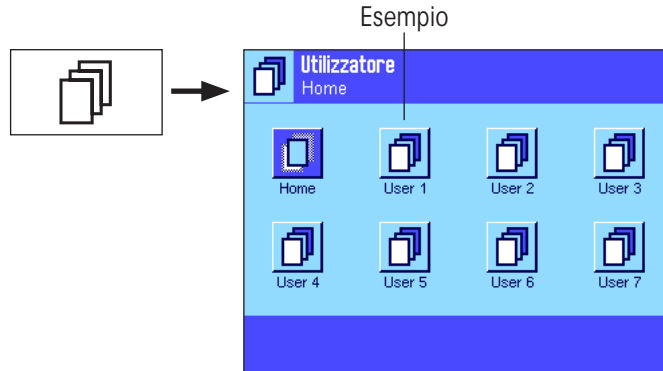 Esempio
Utilizzatore
Home
Home
User 1
User 2
User 3
User 4
User 5
User 6
User 7